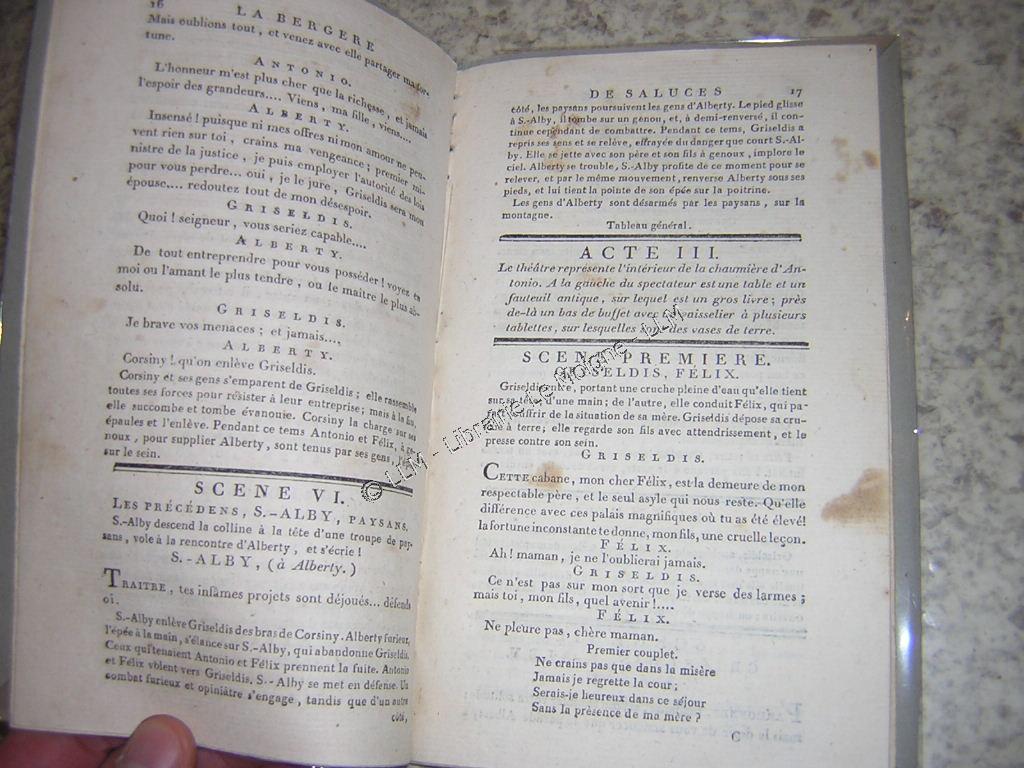 16 LA BERGERE
Mais oublions tout, et venez avec elle partager ma for-
tune.
ANTONIO.
L'honneur m'est plus cher que la richesse, et jamais
l'espoir des grandeurs.... Viens, ma fille, viens....
ALBERTY.
Insensé! puisque ni mes offres ni mon amour ne peu-
vent rien sur toi, crains ma vengeance; premier mi-
nistre de la justice, je puis employer l'autorité des lois
pour vous perdre... oui, je le jure, Griseldis sera mon
épouse.... redoutez tout de mon désespoir.
GRISELDIS.
Quoi! seigneur, vous seriez capable....
ALBERTY.
De tout entreprendre pour vous posséder! voyez en
moi ou l'amant le plus tendre, ou le maître le plus ab-
solu.
GRISELDIS.
Je brave vos menaces; et jamais....
ALBERTY.
Corsiny! qu'on enlève Griseldis.
Corsiny et ses gens s'emparent de Griseldis; elle rassemble
toutes ses forces pour résister à leur entreprise; mais à la fin,
elle succombe et tombe évanouie. Corsiny la charge sur ses
épaules et l'enlève. Pendant ce tems Antonio et Félix, à ge-
noux, pour supplier Alberty, sont tenus par ses gens,
sur le sein.
SCENE VI.
LES PRÉCÉDENS, S.-ALBY, PAYSANS.
S.-Alby descend la colline à la tête d'une troupe de pay-
sans, vole à la rencontre d'Alberty, et s'écrie!
S.-ALBY, (à Alberty.)
TRAITRE, tes infâmes projets sont déjoués... défends
oi.
S.-Alby enlève Griseldis des bras de Corsiny. Alberty furieux,
l'épée à la main, s'élance sur S.-Alby, qui abandonne Griseldis.
Ceux qui tenaient Antonio et Félix prennent la fuite. Antonio
et Félix volent vers Griseldis. S.-Alby se met en défense. Un
combat furieux et opiniâtre s'engage, tandis que d'un autre
côté,
DE SALUCES 17
côté, les paysans poursuivent les gens d'Alberty. Le pied glisse
à S.-Alby, il tombe sur un genou, et, à demi-renversé, il con-
tinue cependant de combattre. Pendant ce tems, Griseldis a
repris ses sens et se relève, effrayée du danger que court S.-Al-
by. Elle se jette avec son père et son fils à genoux, implore le
ciel. Alberty se trouble, S.-Alby profite de ce moment pour se
relever, et par le même mouvement, renverse Alberty sous ses
pieds, et lui tient la pointe de son épée sur la poitrine.
Les gens d'Alberty sont désarmés par les paysans, sur la
montagne.
Tableau général.
ACTE III.
Le théâtre représente l'intérieur de la chaumière d'An-
tonio. A la gauche du spectateur est une table et un
fauteuil antique, sur lequel est un gros livre; près
de-là un bas de buffet avec un vaisselier à plusieurs
tablettes, sur lesquelles sont des vases de terre.
SCENE PREMIERE.
GRISELDIS, FÉLIX.
Griseldis entre, portant une cruche pleine d'eau qu'elle tient
sur sa tête d'une main; de l'autre, elle conduit Félix, qui pa-
raît souffrir de la situation de sa mère. Griseldis dépose sa cru-
che à terre; elle regarde son fils avec attendrissement, et le
presse contre son sein.
GRISELDIS.
CETTE cabane, mon cher Félix, est la demeure de mon
respectable père, et le seul asyle qui nous reste. Qu'elle
différence avec ces palais magnifiques où tu as été élevé!
la fortune inconstante te donne, mon fils, une cruelle leçon.
FÉLIX.
Ah! maman, je ne l'oublierai jamais.
GRISELDIS.
Ce n'est pas sur mon sort que je verse des larmes;
mais toi, mon fils, quel avenir!....
FÉLIX.
Ne pleure pas, chère maman.
Premier couplet.
Ne crains pas que dans la misère
Jamais je regrette la cour;
Serais-je heureux dans ce séjour
Sans la présence de ma mère?
C
© LLM - Librairie Le Moigne - LLM